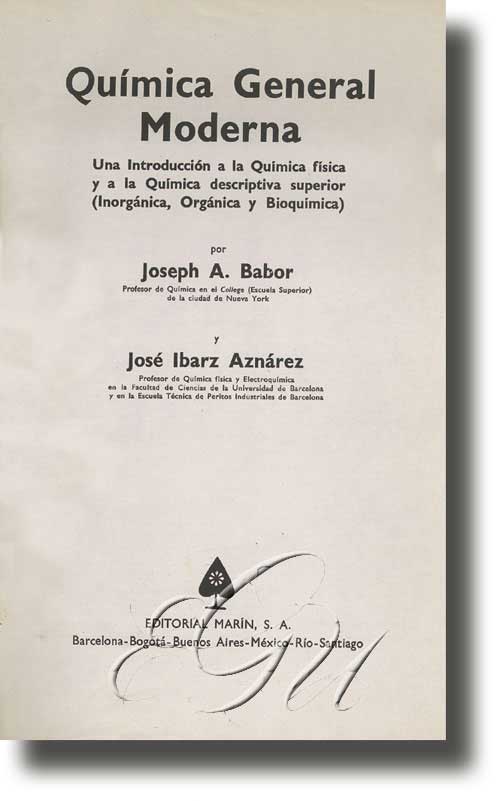 Química General
Moderna
Una Introducción a la Química física
y a la Química descriptiva superior
(Inorgánica, Orgánica y Bioquímica)
por
Joseph A. Babor
Profesor de Química en el College (Escuela Superior)
de la ciudad de Nueva York
y
José Ibarz Aznárez
Profesor de Química física y Electroquímica
en la Facultad de Ciencias de la Universidad de Barcelona
y en la Escuela Técnica de Peritos Industriales de Barcelona
EDITORIAL MARÍN, S. A.
Barcelona-Bogotá-Buenos Aires-México-Río-Santiago